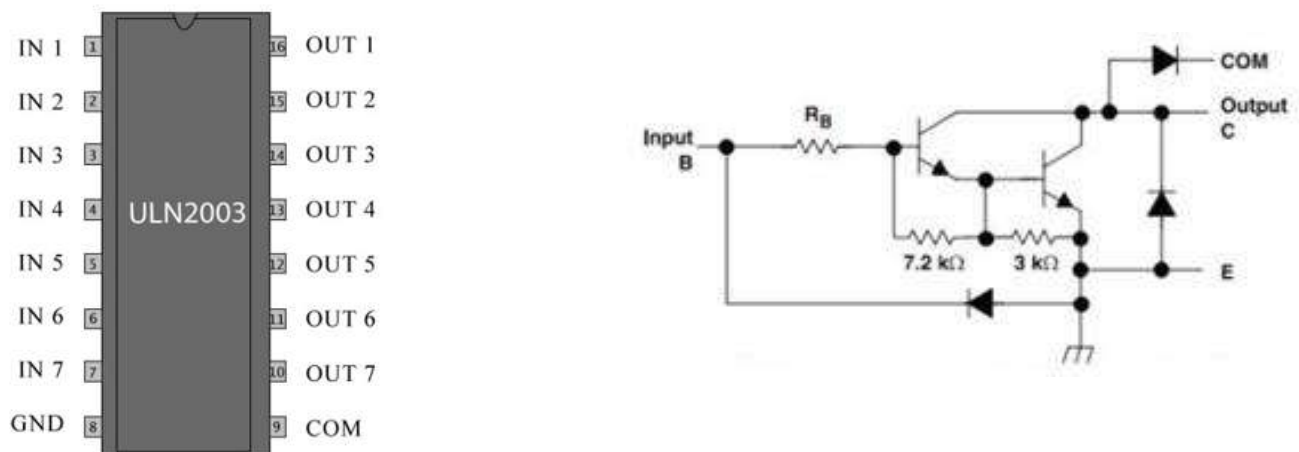 IN 1 1 16 OUT 1
IN 2 2 15 OUT 2
IN 3 3 14 OUT 3
IN 4 4 ULN2003 13 OUT 4
IN 5 5 12 OUT 5
IN 6 6 11 OUT 6
IN 7 7 10 OUT 7
GND 8 9 COM
COM
Output
C
RB
Input
B
7.2 kΩ 3 kΩ
E